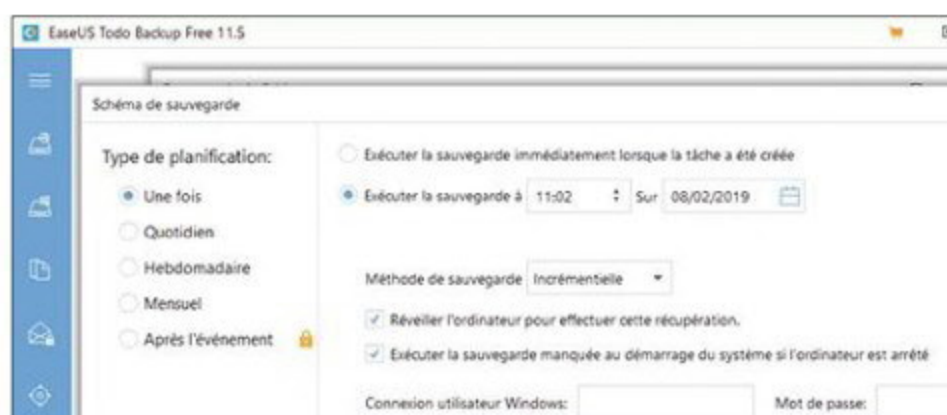 EaseUS Todo Backup Free 11.5
Schéma de sauvegarde
Type de planification:
Une fois
Quotidien
Hebdomadaire
Mensuel
Après l'événement
Exécuter la sauvegarde immédiatement lorsque la tâche a été créée
Exécuter la sauvegarde à 11:02 Sur 08/02/2019
Méthode de sauvegarde Incrémentielle
Réveiller l'ordinateur pour effectuer cette récupération.
Exécuter la sauvegarde manquée au démarrage du système si l'ordinateur est arrêté
Connexion utilisateur Windows: Mot de passe: